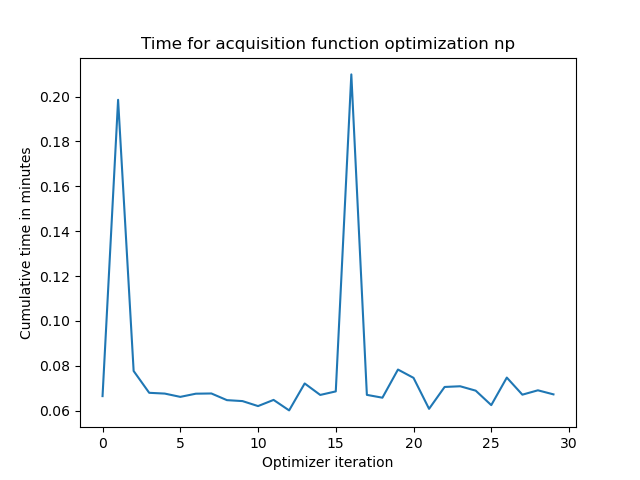 Time for acquisition function optimization np
0.20
0.18
0.16
0.14
0.12
0.10
0.08
0.06
Cumulative time in minutes
0 5 10 15 20 25 30
Optimizer iteration